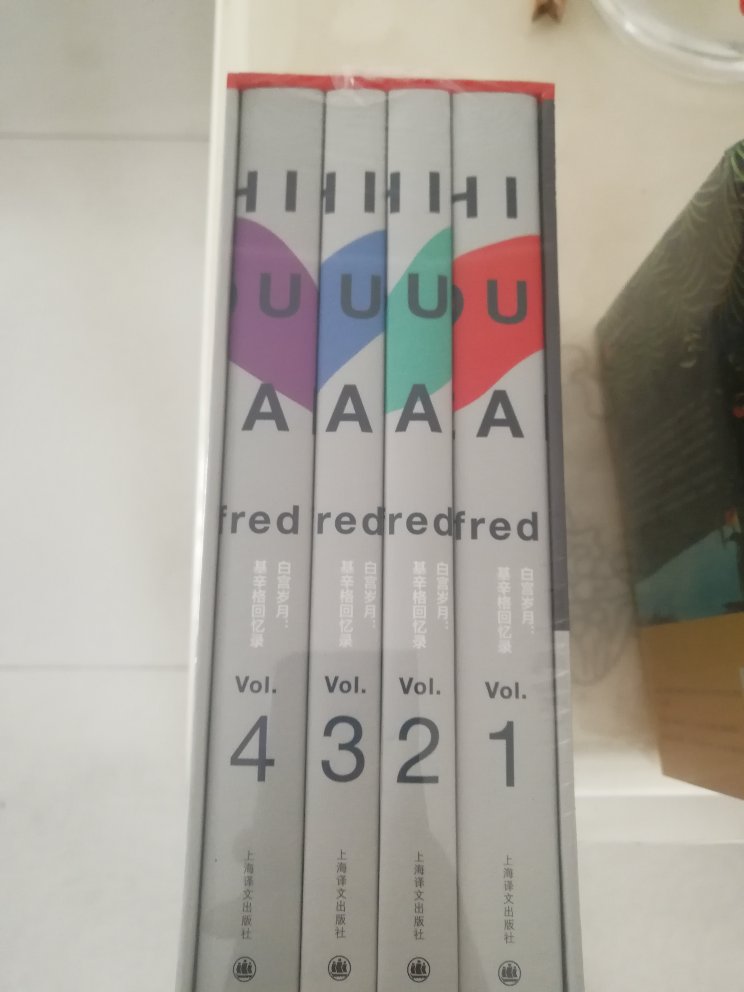 HI
U
A
fred
白宫岁月：
基辛格回忆录
Vol.
4
上海译文出版社
HI
U
A
red
白宫岁月：
基辛格回忆录
Vol.
3
上海译文出版社
HI
U
A
red
白宫岁月：
基辛格回忆录
Vol.
2
上海译文出版社
HI
U
A
fred
白宫岁月：
基辛格回忆录
Vol.
1
上海译文出版社